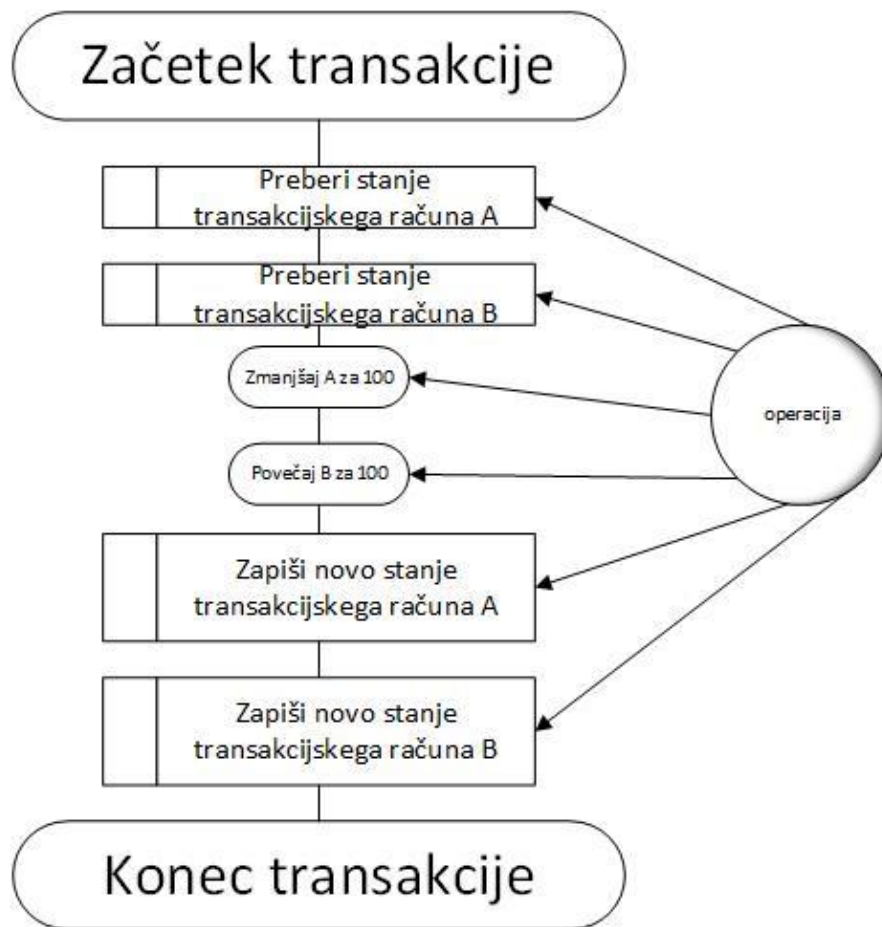 Začetek transakcije
Preberi stanje
transakcijskega računa A
Preberi stanje
transakcijskega računa B
Zmanjšaj A za 100
operacija
Povečaj B za 100
Zapiši novo stanje
transakcijskega računa A
Zapiši novo stanje
transakcijskega računa B
Konec transakcije